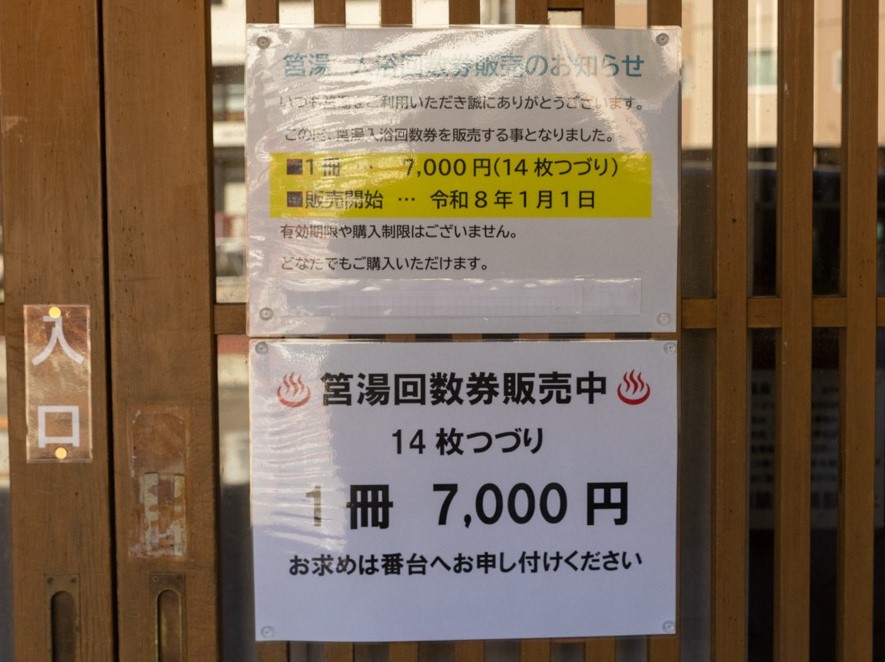 筥湯 入浴回数券販売のお知らせ
いつも筥湯をご利用いただき誠にありがとうございます。
この度、筥湯入浴回数券を販売する事となりました。
■1冊 … 7,000円(14枚つづり)
■販売開始 … 令和8年1月1日
有効期限や購入制限はございません。
どなたでもご購入いただけます。
入口
筥湯回数券販売中
14枚つづり
1冊 7,000円
お求めは番台へお申し付けください